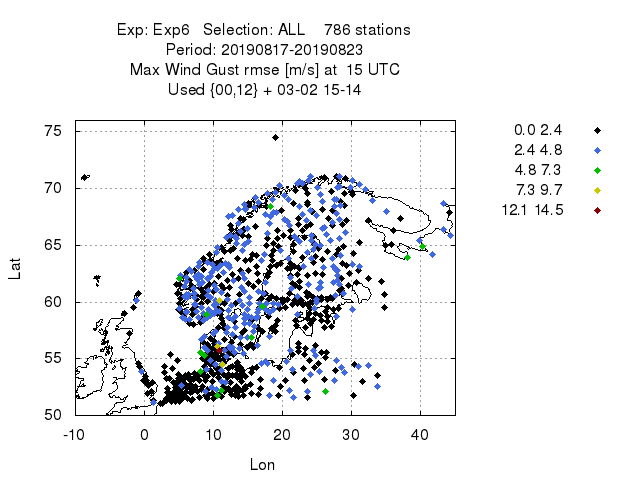 Exp: Exp6 Selection: ALL 786 stations
Period: 20190817-20190823
Max Wind Gust rmse [m/s] at 15 UTC
Used {00,12} + 03-02 15-14
0.0 2.4
2.4 4.8
4.8 7.3
7.3 9.7
12.1 14.5
75
70
65
60
55
50
Lat
-10 0 10 20 30 40
Lon